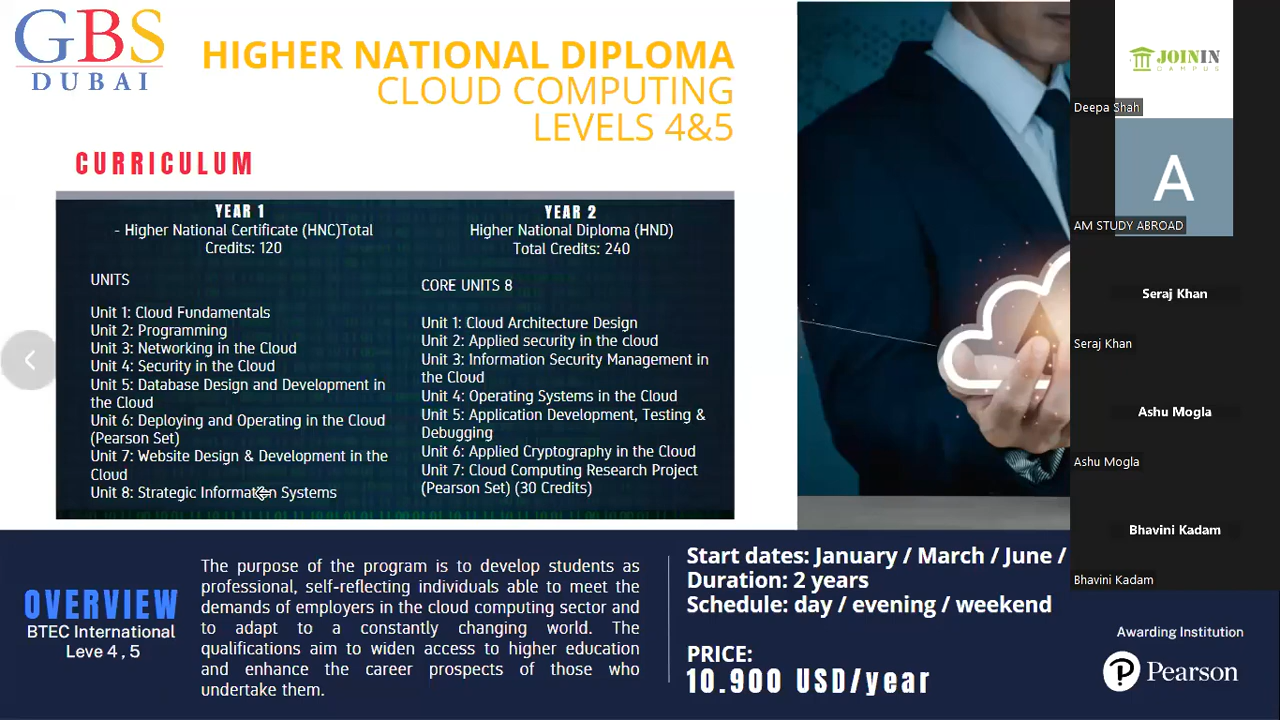 GBS
DUBAI
HIGHER NATIONAL DIPLOMA
CLOUD COMPUTING
LEVELS 4&5
CURRICULUM
YEAR 1
- Higher National Certificate (HNC)Total
Credits: 120
UNITS
Unit 1: Cloud Fundamentals
Unit 2: Programming
Unit 3: Networking in the Cloud
Unit 4: Security in the Cloud
Unit 5: Database Design and Development in
the Cloud
Unit 6: Deploying and Operating in the Cloud
(Pearson Set)
Unit 7: Website Design & Development in the
Cloud
Unit 8: Strategic Information Systems
YEAR 2
Higher National Diploma (HND)
Total Credits: 240
CORE UNITS 8
Unit 1: Cloud Architecture Design
Unit 2: Applied security in the cloud
Unit 3: Information Security Management in
the Cloud
Unit 4: Operating Systems in the Cloud
Unit 5: Application Development, Testing &
Debugging
Unit 6: Applied Cryptography in the Cloud
Unit 7: Cloud Computing Research Project
(Pearson Set) (30 Credits)
OVERVIEW
BTEC International
Leve 4 , 5
The purpose of the program is to develop students as
professional, self-reflecting individuals able to meet the
demands of employers in the cloud computing sector and
to adapt to a constantly changing world. The
qualifications aim to widen access to higher education
and enhance the career prospects of those who
undertake them.
Start dates: January / March / June /
Duration: 2 years
Schedule: day / evening / weekend
PRICE:
10.900 USD/year
Awarding Institution
Pearson
JOININ
CAMPUS
Deepa Shah
A
AM STUDY ABROAD
Seraj Khan
Seraj Khan
Ashu Mogla
Ashu Mogla
Bhavini Kadam
Bhavini Kadam